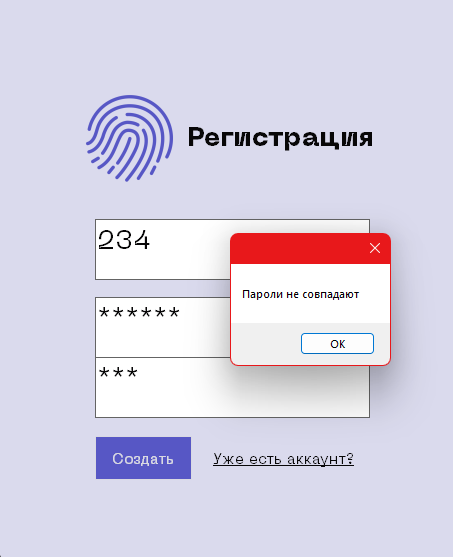 Регистрация
234
Пароли не совпадают
OK
******
***
Создать
Уже есть аккаунт?